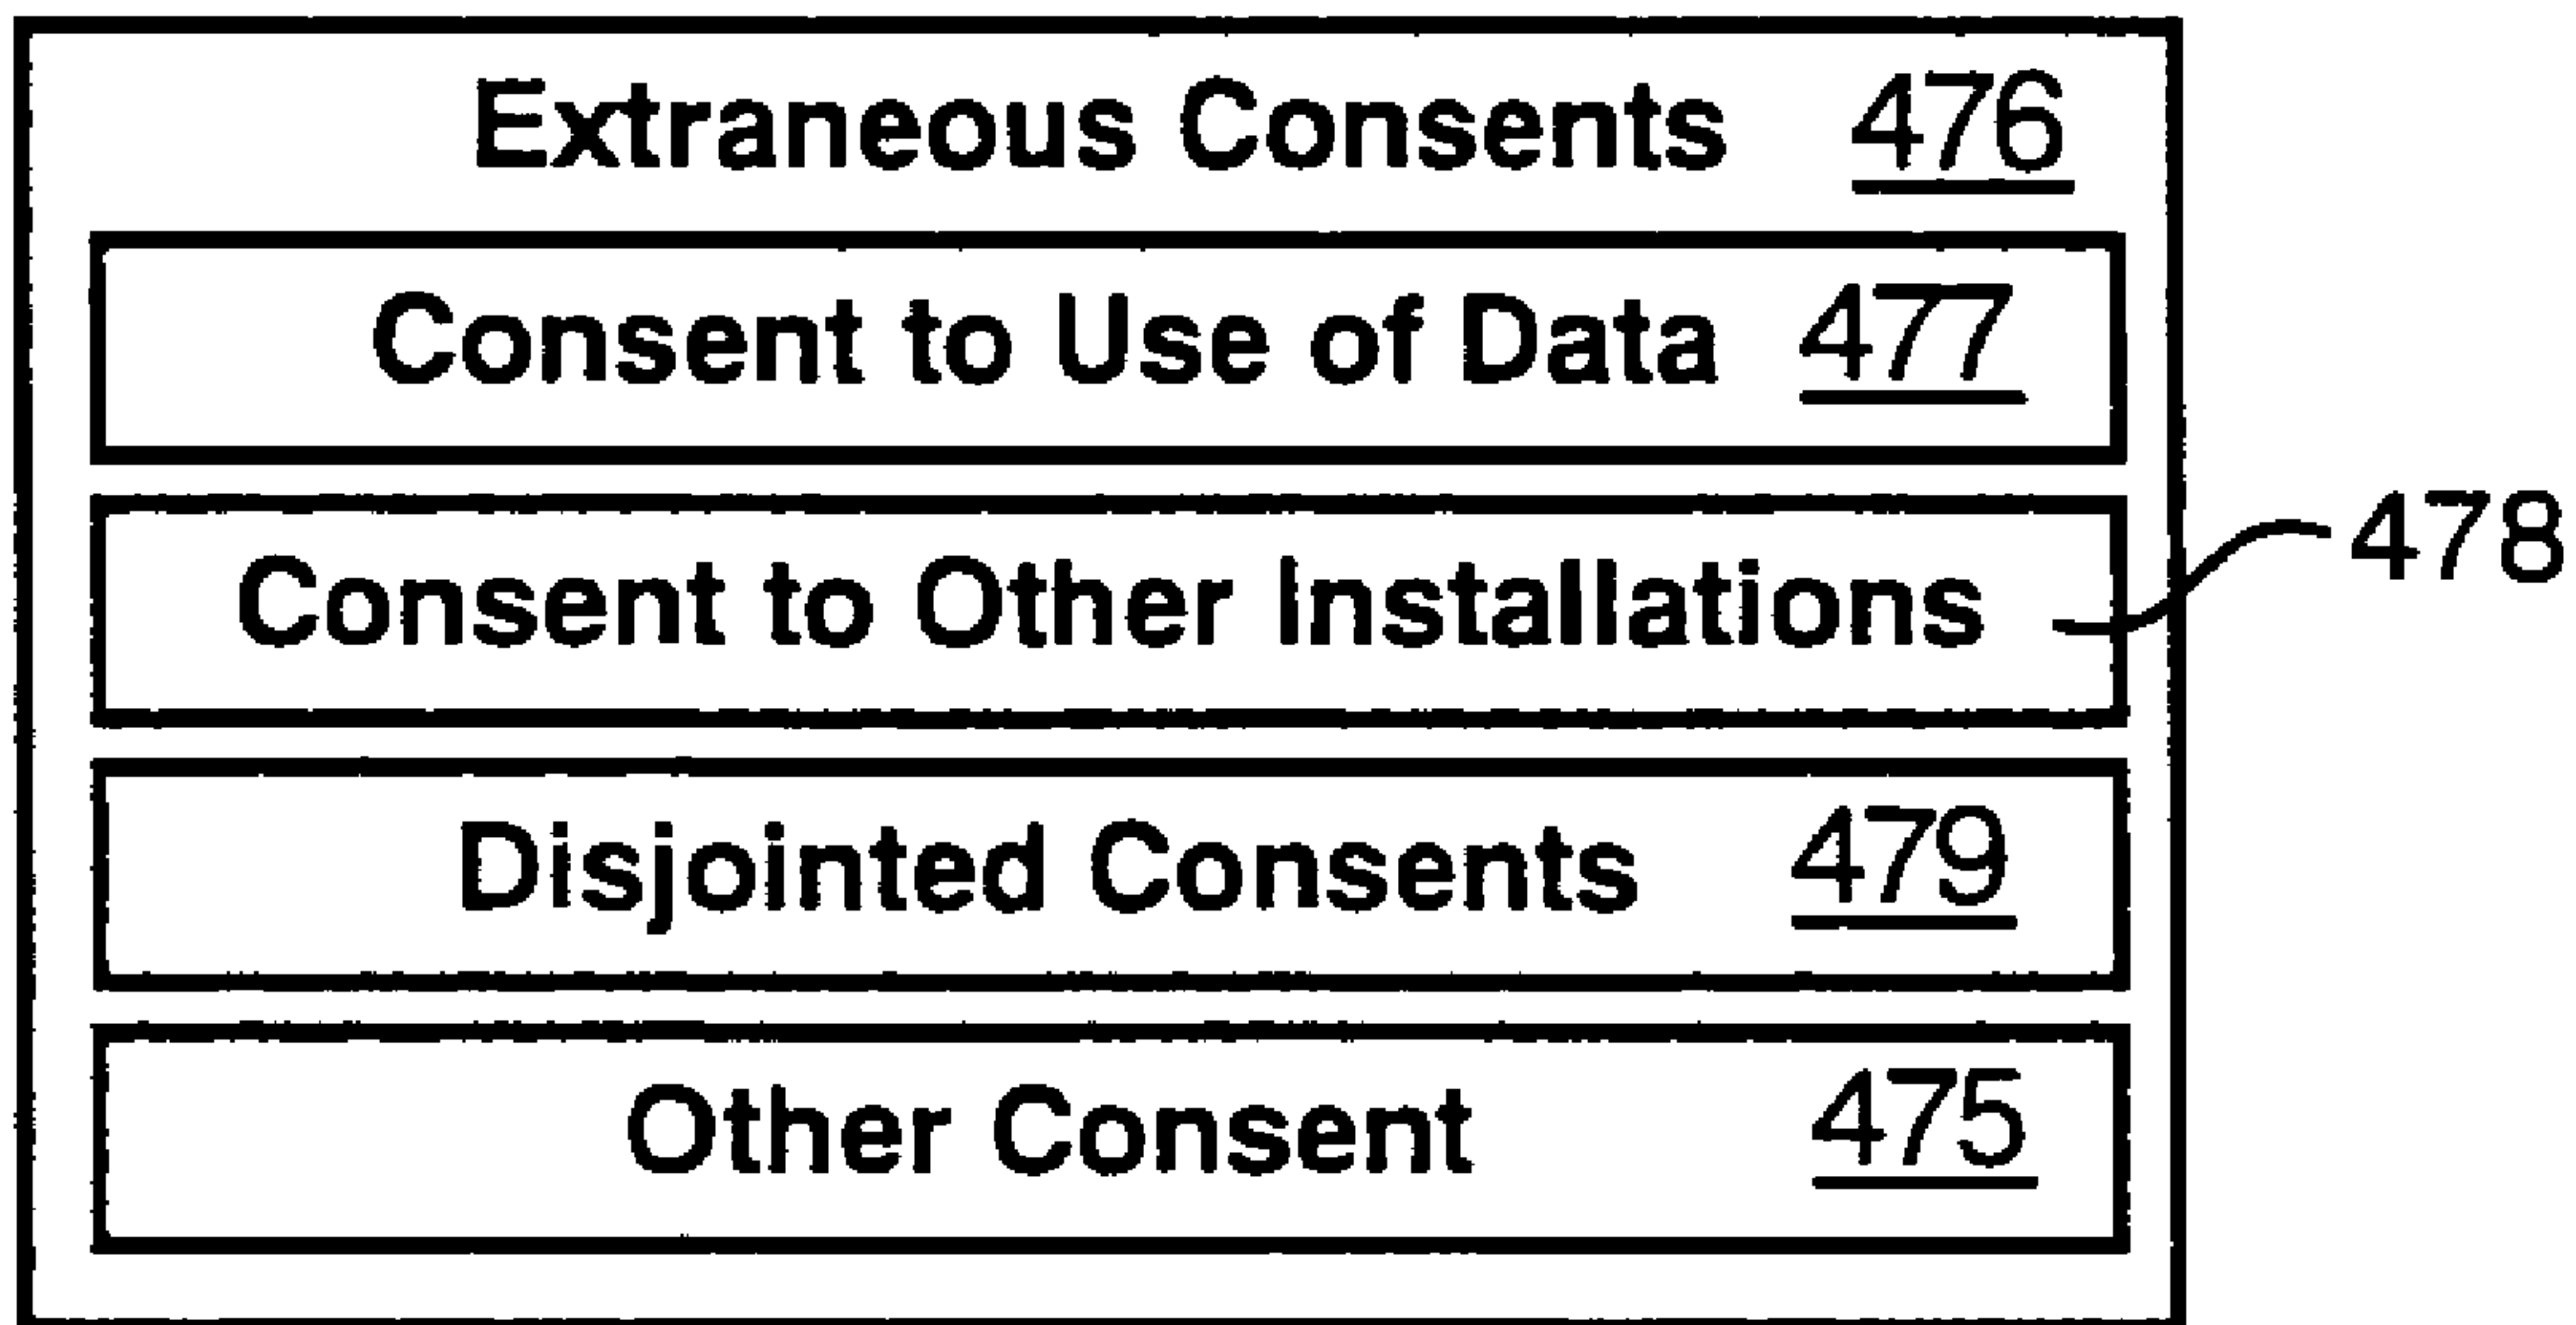 Extraneous Consents 476
Consent to Use of Data 477
Consent to Other Installations 478
Disjointed Consents 479
Other Consent 475